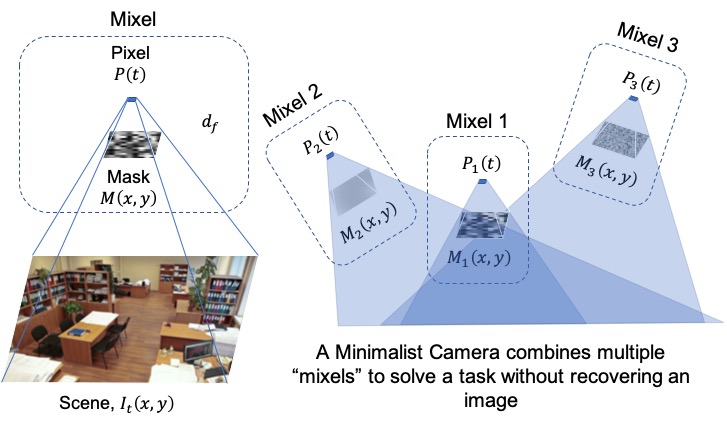 Mixel
Pixel
P(t)
d_f
Mask
M(x, y)
Scene, I_t(x, y)
Mixel 2
P_2(t)
M_2(x, y)
Mixel 1
P_1(t)
M_1(x, y)
Mixel 3
P_3(t)
M_3(x, y)
A Minimalist Camera combines multiple
“mixels” to solve a task without recovering an
image